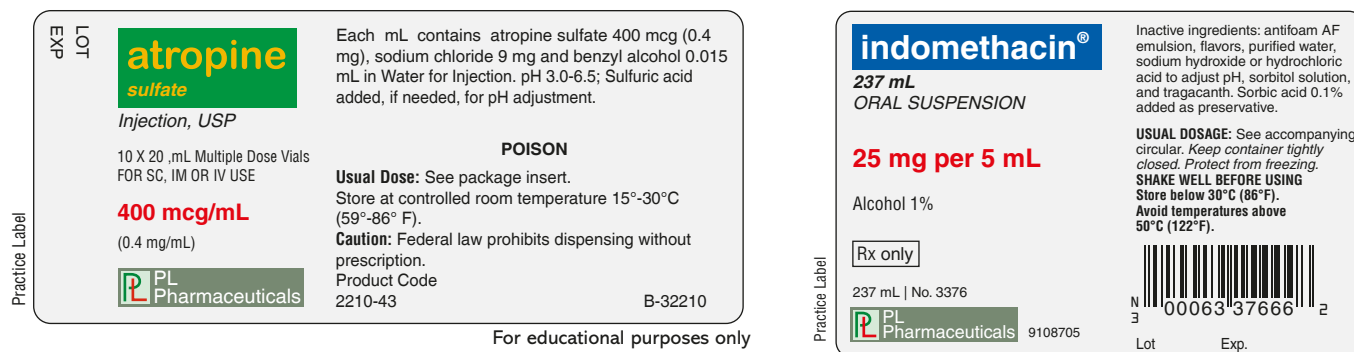 LOT
EXP
atropine
sulfate
Injection, USP
10 X 20 ,mL Multiple Dose Vials
FOR SC, IM OR IV USE
400 mcg/mL
(0.4 mg/mL)
PL
PL
Pharmaceuticals
Practice Label
Each mL contains atropine sulfate 400 mcg (0.4
mg), sodium chloride 9 mg and benzyl alcohol 0.015
mL in Water for Injection. pH 3.0-6.5; Sulfuric acid
added, if needed, for pH adjustment.
POISON
Usual Dose: See package insert.
Store at controlled room temperature 15°-30°C
(59°-86° F).
Caution: Federal law prohibits dispensing without
prescription.
Product Code
2210-43 B-32210
For educational purposes only
indomethacin®
237 mL
ORAL SUSPENSION
25 mg per 5 mL
Alcohol 1%
Rx only
237 mL | No. 3376
PL
PL
Pharmaceuticals 9108705
Practice Label
Inactive ingredients: antifoam AF
emulsion, flavors, purified water,
sodium hydroxide or hydrochloric
acid to adjust pH, sorbitol solution,
and tragacanth. Sorbic acid 0.1%
added as preservative.
USUAL DOSAGE: See accompanying
circular. Keep container tightly
closed. Protect from freezing.
SHAKE WELL BEFORE USING
Store below 30°C (86°F).
Avoid temperatures above
50°C (122°F).
N
3 00063 37666 2
Lot Exp.